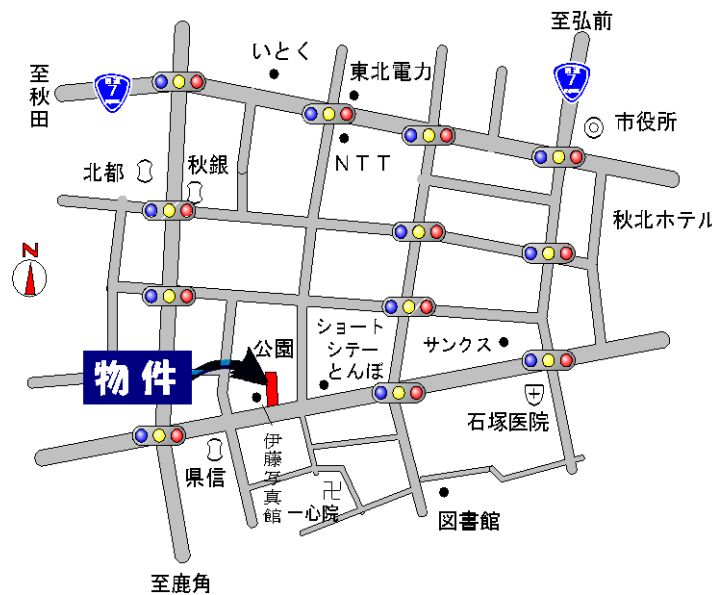 至弘前
いとく
至秋田
東北電力
7
7
市役所
NTT
北都
秋銀
秋北ホテル
N
公園
ショート
シテー
とんぼ
サンクス
物件
石塚医院
伊藤写真館
県信
一心院
卍
図書館
至鹿角